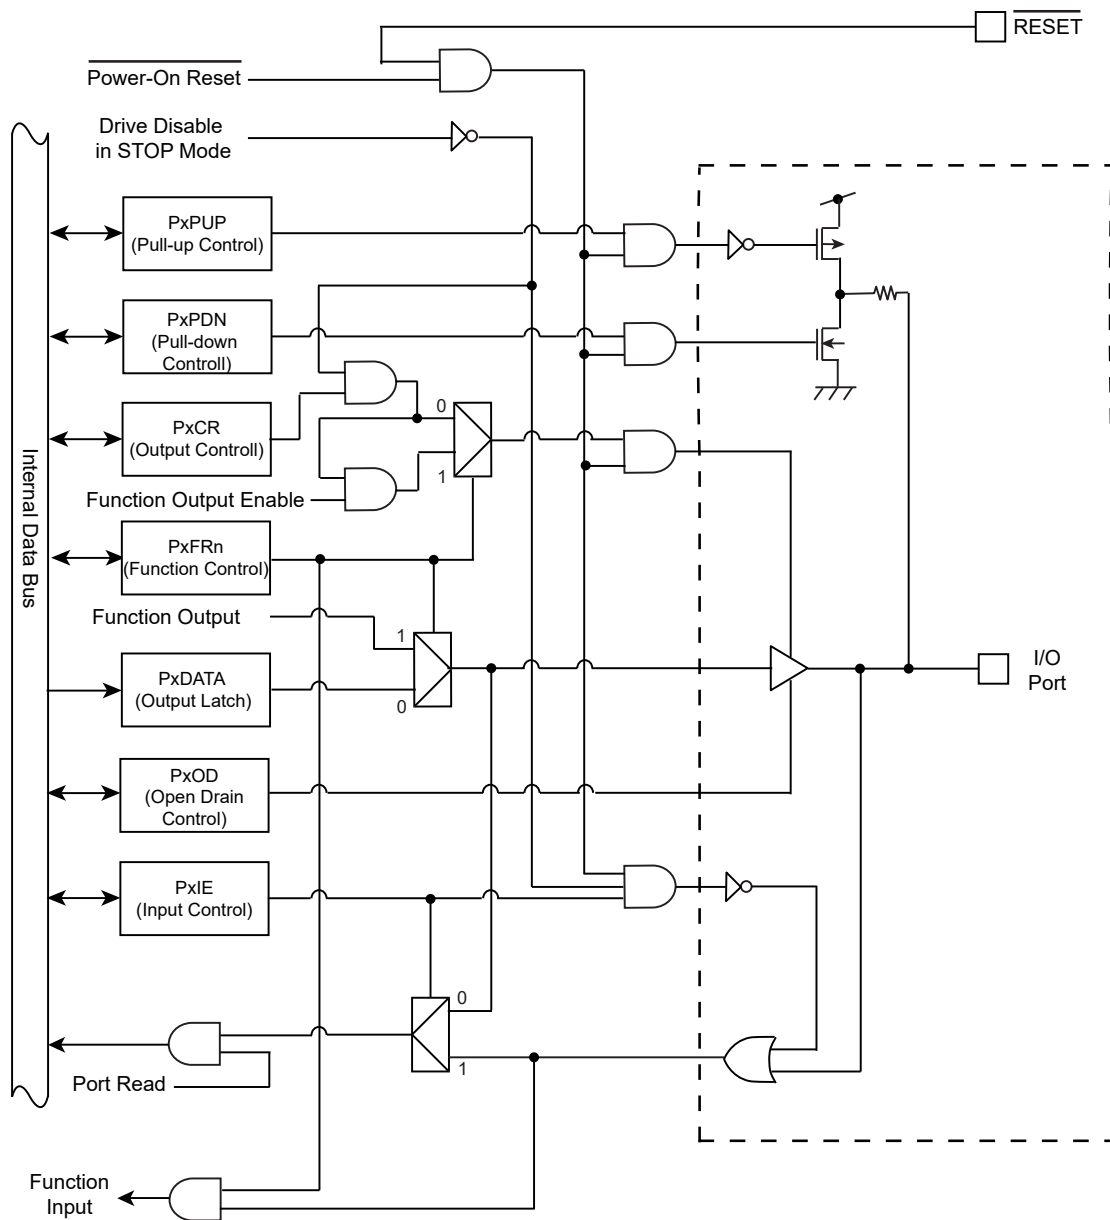 RESET
Power-On Reset
Drive Disable
in STOP Mode
PxPUP
(Pull-up Control)
PxPDN
(Pull-down
Controll)
PxCR
(Output Controll)
0
1
Function Output Enable
Internal Data Bus
PxFRn
(Function Control)
Function Output
1
0
PxDATA
(Output Latch)
I/O
Port
PxOD
(Open Drain
Control)
PxIE
(Input Control)
0
1
Port Read
Function
Input